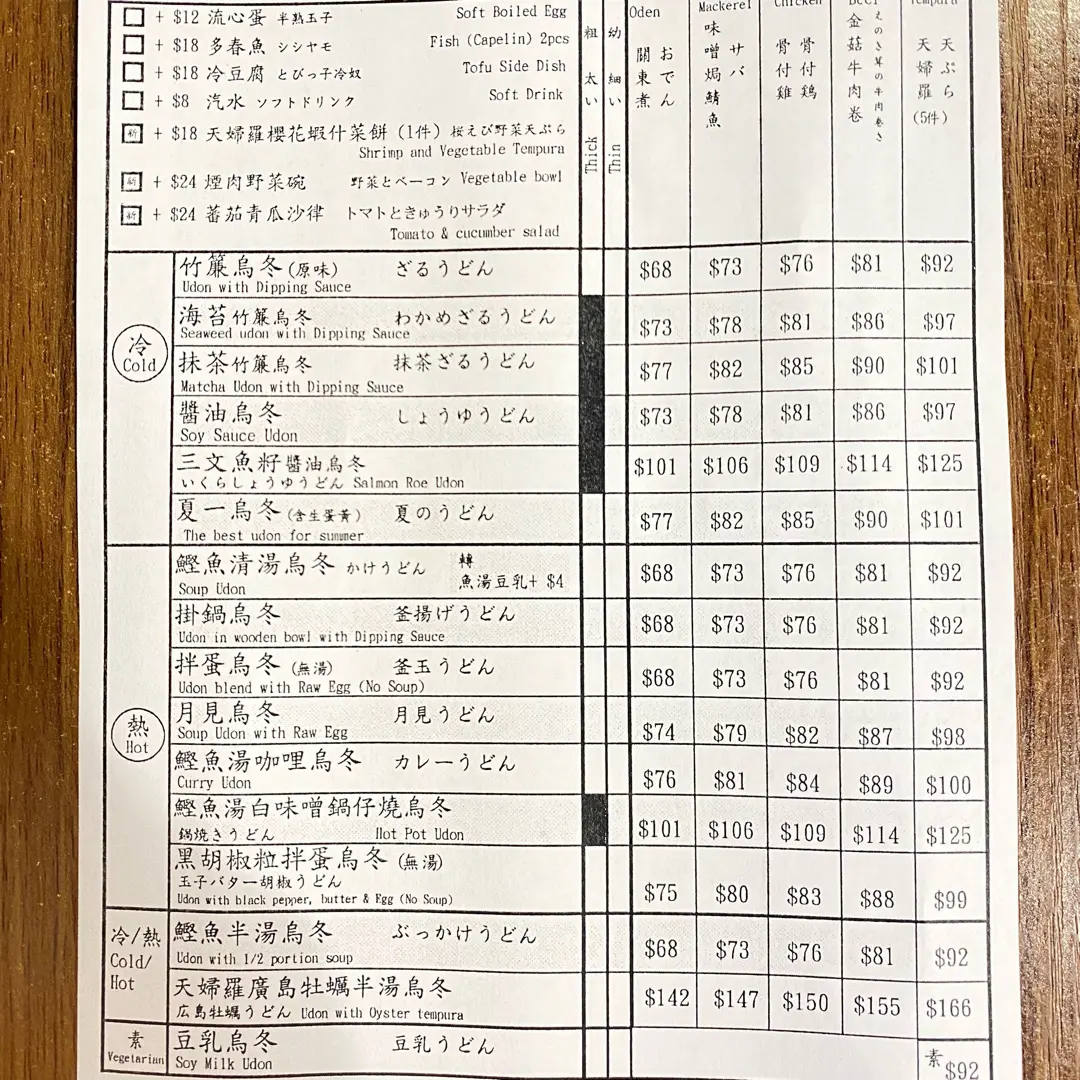 + $12 流心蛋 半熟玉子 Soft Boiled Egg
+ $18 多春魚 シシヤモ Fish (Capelin) 2pcs
+ $18 冷豆腐 とびっ子冷奴 Tofu Side Dish
+ $8 汽水 ソフトドリンク Soft Drink
新 + $18 天婦羅櫻花蝦什菜餅 (1件) 桜えび野菜天ぷら
Shrimp and Vegetable Tempura
新 + $24 煙肉野菜碗 野菜とベーコン Vegetable bowl
新 + $24 蕃茄青瓜沙律 トマトときゅうりサラダ
Tomato & cucumber salad
粗 太い Thick
幼 細い Thin
Oden
關東煮 おでん
Mackerel
味噌焗鯖魚 サバ
Chicken
骨付雞 骨付鶏
Beef
金菇牛肉卷 えのき茸の牛肉巻き
Tempura
天婦羅 天ぷら
(5件)
冷
Cold
竹簾烏冬(原味) ざるうどん $68 $73 $76 $81 $92
Udon with Dipping Sauce
海苔竹簾烏冬 わかめざるうどん $73 $78 $81 $86 $97
Seaweed udon with Dipping Sauce
抹茶竹簾烏冬 抹茶ざるうどん $77 $82 $85 $90 $101
Matcha Udon with Dipping Sauce
醬油烏冬 しょうゆうどん $73 $78 $81 $86 $97
Soy Sauce Udon
三文魚籽醬油烏冬 $101 $106 $109 $114 $125
いくらしょうゆうどん Salmon Roe Udon
夏一烏冬(含生蛋黃) 夏のうどん $77 $82 $85 $90 $101
The best udon for summer
熱
Hot
鰹魚清湯烏冬 かけうどん 轉 $68 $73 $76 $81 $92
Soup Udon 魚湯豆乳+ $4
掛鍋烏冬 釜揚げうどん $68 $73 $76 $81 $92
Udon in wooden bowl with Dipping Sauce
拌蛋烏冬 (無湯) 釜玉うどん $68 $73 $76 $81 $92
Udon blend with Raw Egg (No Soup)
月見烏冬 月見うどん $74 $79 $82 $87 $98
Soup Udon with Raw Egg
鰹魚湯咖哩烏冬 カレーうどん $76 $81 $84 $89 $100
Curry Udon
鰹魚湯白味噌鍋仔燒烏冬 $101 $106 $109 $114 $125
鍋焼きうどん Hot Pot Udon
黑胡椒粒拌蛋烏冬 (無湯)
玉子バター胡椒うどん $75 $80 $83 $88 $99
Udon with black pepper, butter & Egg (No Soup)
冷/熱
Cold/
Hot
鰹魚半湯烏冬 ぶっかけうどん $68 $73 $76 $81 $92
Udon with 1/2 portion soup
天婦羅廣島牡蠣半湯烏冬 $142 $147 $150 $155 $166
広島牡蠣うどん Udon with Oyster tempura
素
Vegetarian
豆乳烏冬 豆乳うどん 素 $92
Soy Milk Udon